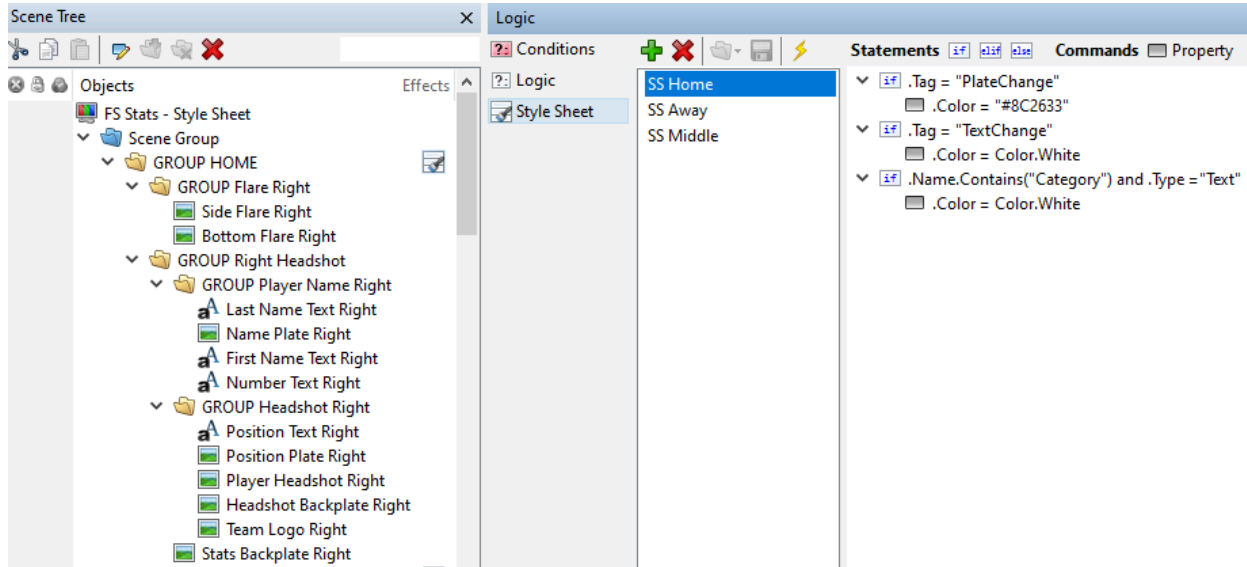 Scene Tree
Objects Effects
FS Stats - Style Sheet
Scene Group
GROUP HOME
GROUP Flare Right
Side Flare Right
Bottom Flare Right
GROUP Right Headshot
GROUP Player Name Right
Last Name Text Right
Name Plate Right
First Name Text Right
Number Text Right
GROUP Headshot Right
Position Text Right
Position Plate Right
Player Headshot Right
Headshot Backplate Right
Team Logo Right
Stats Backplate Right
Logic
?: Conditions
?: Logic
Style Sheet
SS Home
SS Away
SS Middle
Statements if elif else Commands Property
if .Tag = "PlateChange"
.Color = "#8C2633"
if .Tag = "TextChange"
.Color = Color.White
if .Name.Contains("Category") and .Type ="Text"
.Color = Color.White